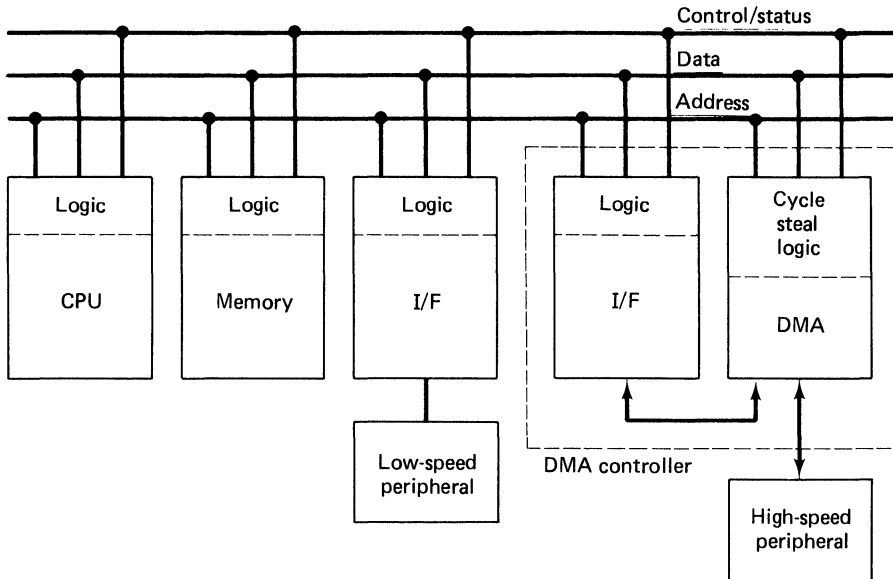 Control/status
Data
Address
Logic
CPU
Logic
Memory
Logic
I/F
Logic
I/F
Cycle
steal
logic
DMA
Low-speed
peripheral
DMA controller
High-speed
peripheral